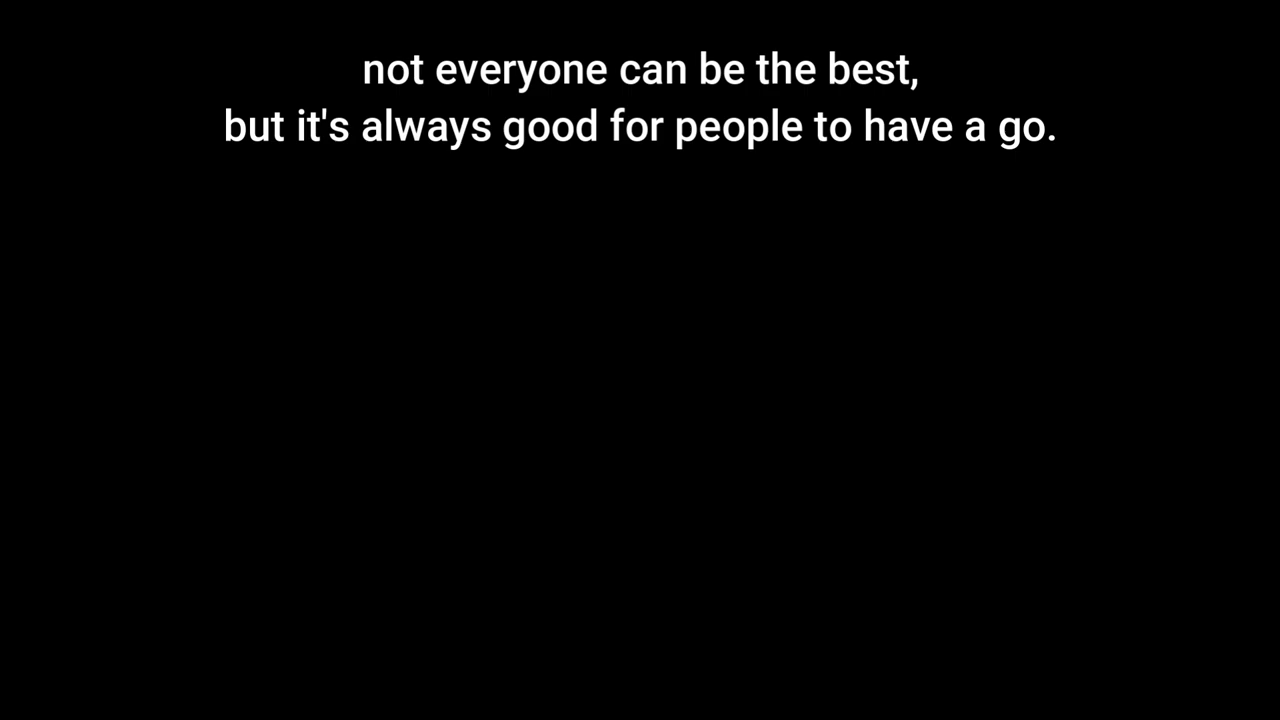 not everyone can be the best,
but it's always good for people to have a go.